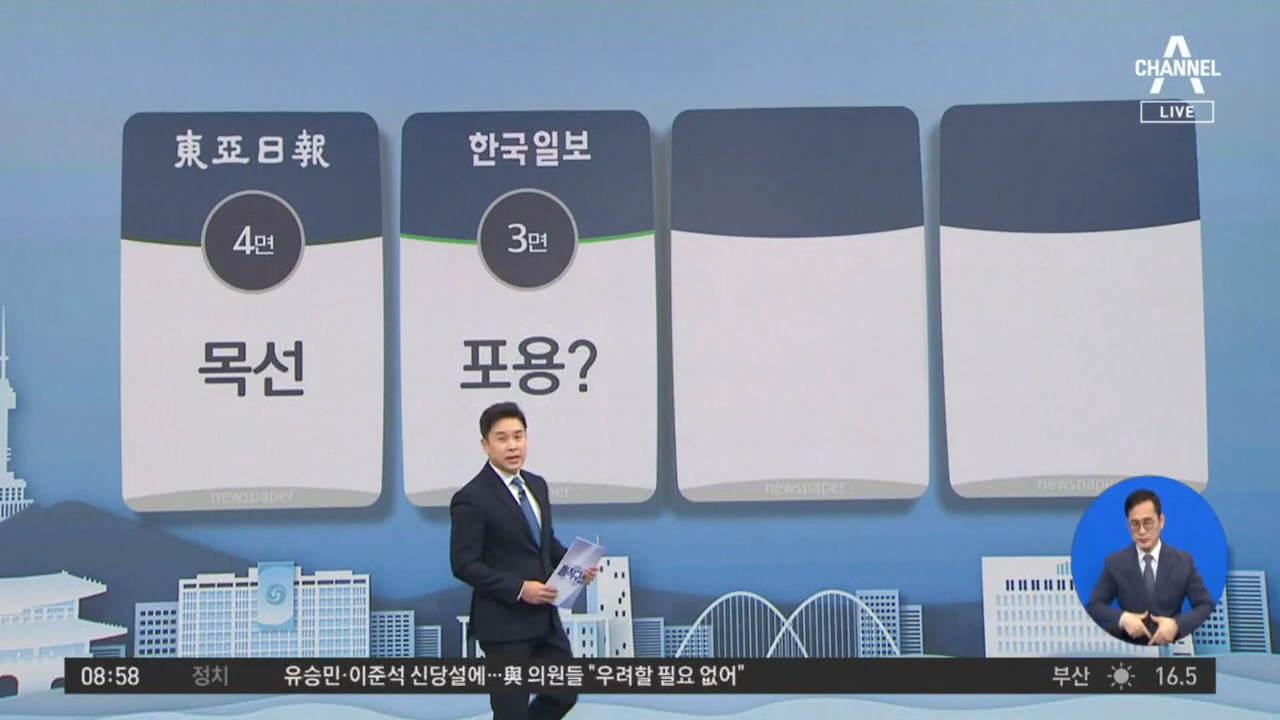 CHANNEL A
LIVE
東亞日報
4면
목선
newspaper
한국일보
3면
포용?
newspaper
newspaper
08:58 정치 유승민·이준석 신당설에…與 의원들 "우려할 필요 없어" 부산 16.5